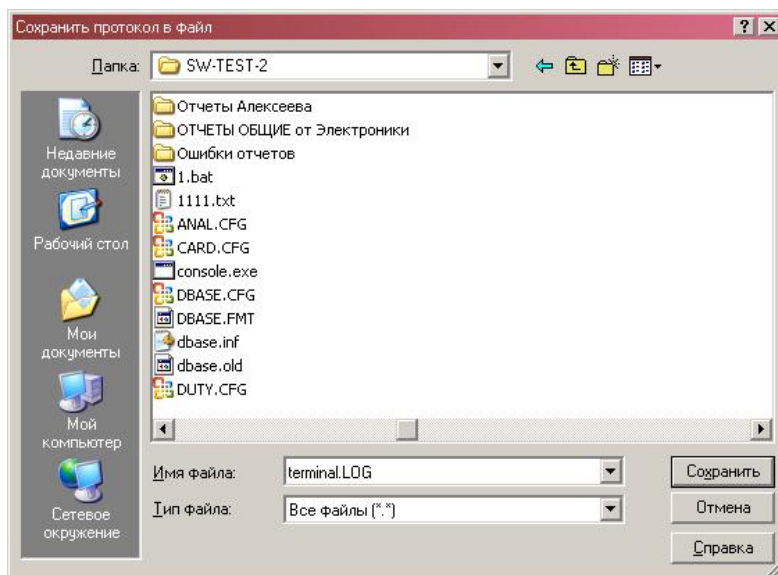 Сохранить протокол в файл
Папка: SW-TEST-2
Недавние документы
Рабочий стол
Мои документы
Мой компьютер
Сетевое окружение
Отчеты Алексеева
ОТЧЕТЫ ОБЩИЕ от Электроники
Ошибки отчетов
1.bat
1111.txt
ANAL.CFG
CARD.CFG
console.exe
DBASE.CFG
DBASE.FMT
dbase.inf
dbase.old
DUTY.CFG
Имя файла: terminal.LOG Сохранить
Тип файла: Все файлы (*.*) Отмена
Справка